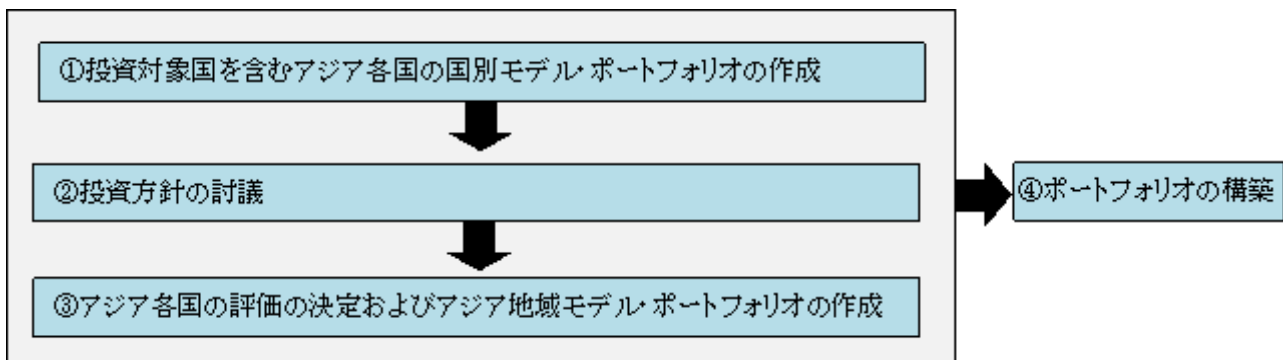 ①投資対象国を含むアジア各国の国別モデル・ポートフォリオの作成
②投資方針の討議
③アジア各国の評価の決定およびアジア地域モデル・ポートフォリオの作成
④ポートフォリオの構築